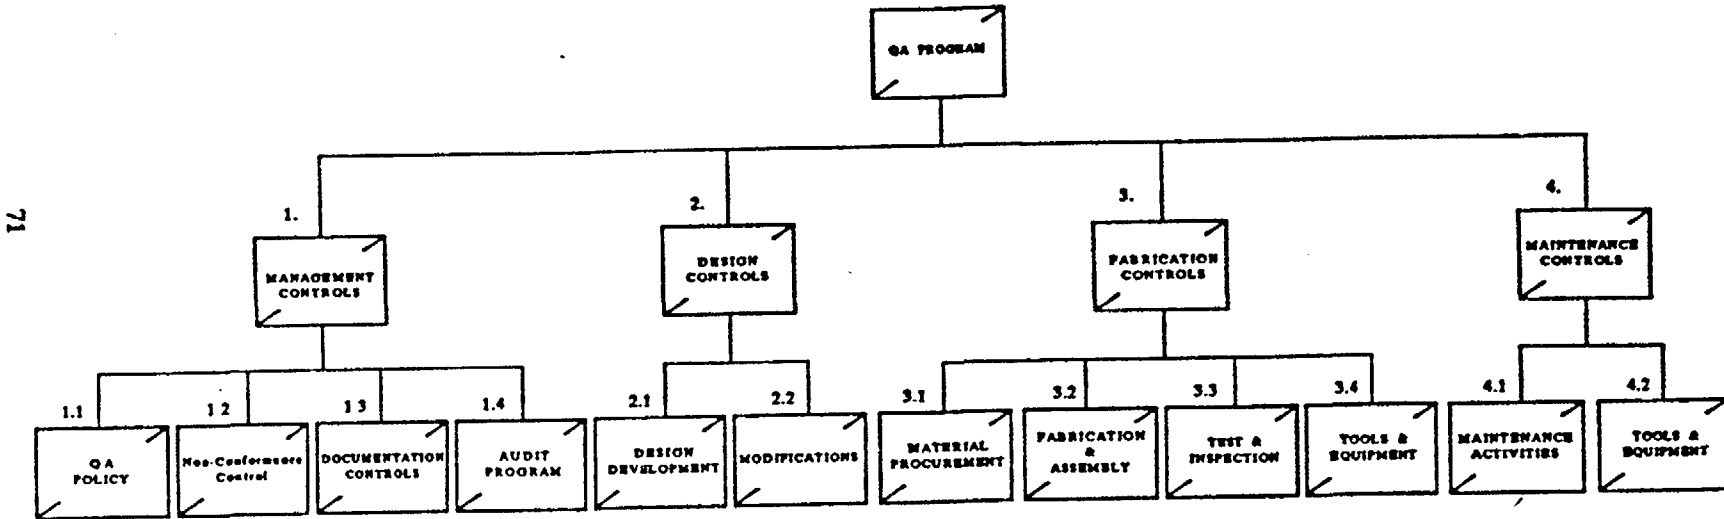 QA PROGRAM
71
1.
2.
3.
4.
MANAGEMENT
CONTROLS
DESIGN
CONTROLS
FABRICATION
CONTROLS
MAINTENANCE
CONTROLS
1.1
1 2
1 3
1.4
2.1
2.2
3.1
3.2
3.3
3.4
4.1
4.2
QA
POLICY
Non-Conformance
Control
DOCUMENTATION
CONTROLS
AUDIT
PROGRAM
DESIGN
DEVELOPMENT
MODIFICATIONS
MATERIAL
PROCUREMENT
FABRICATION
&
ASSEMBLY
TEST &
INSPECTION
TOOLS &
EQUIPMENT
MAINTENANCE
ACTIVITIES
TOOLS &
EQUIPMENT